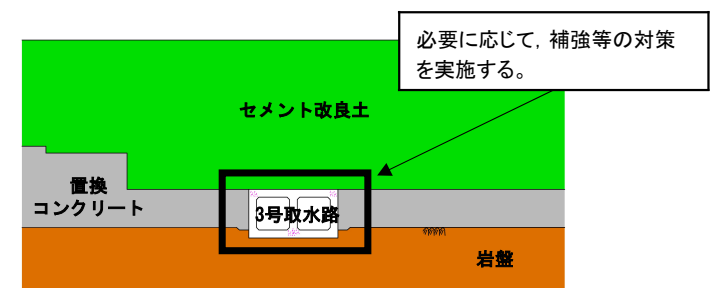 必要に応じて，補強等の対策
を実施する。
セメント改良土
置換
コンクリート
3号取水路
岩盤